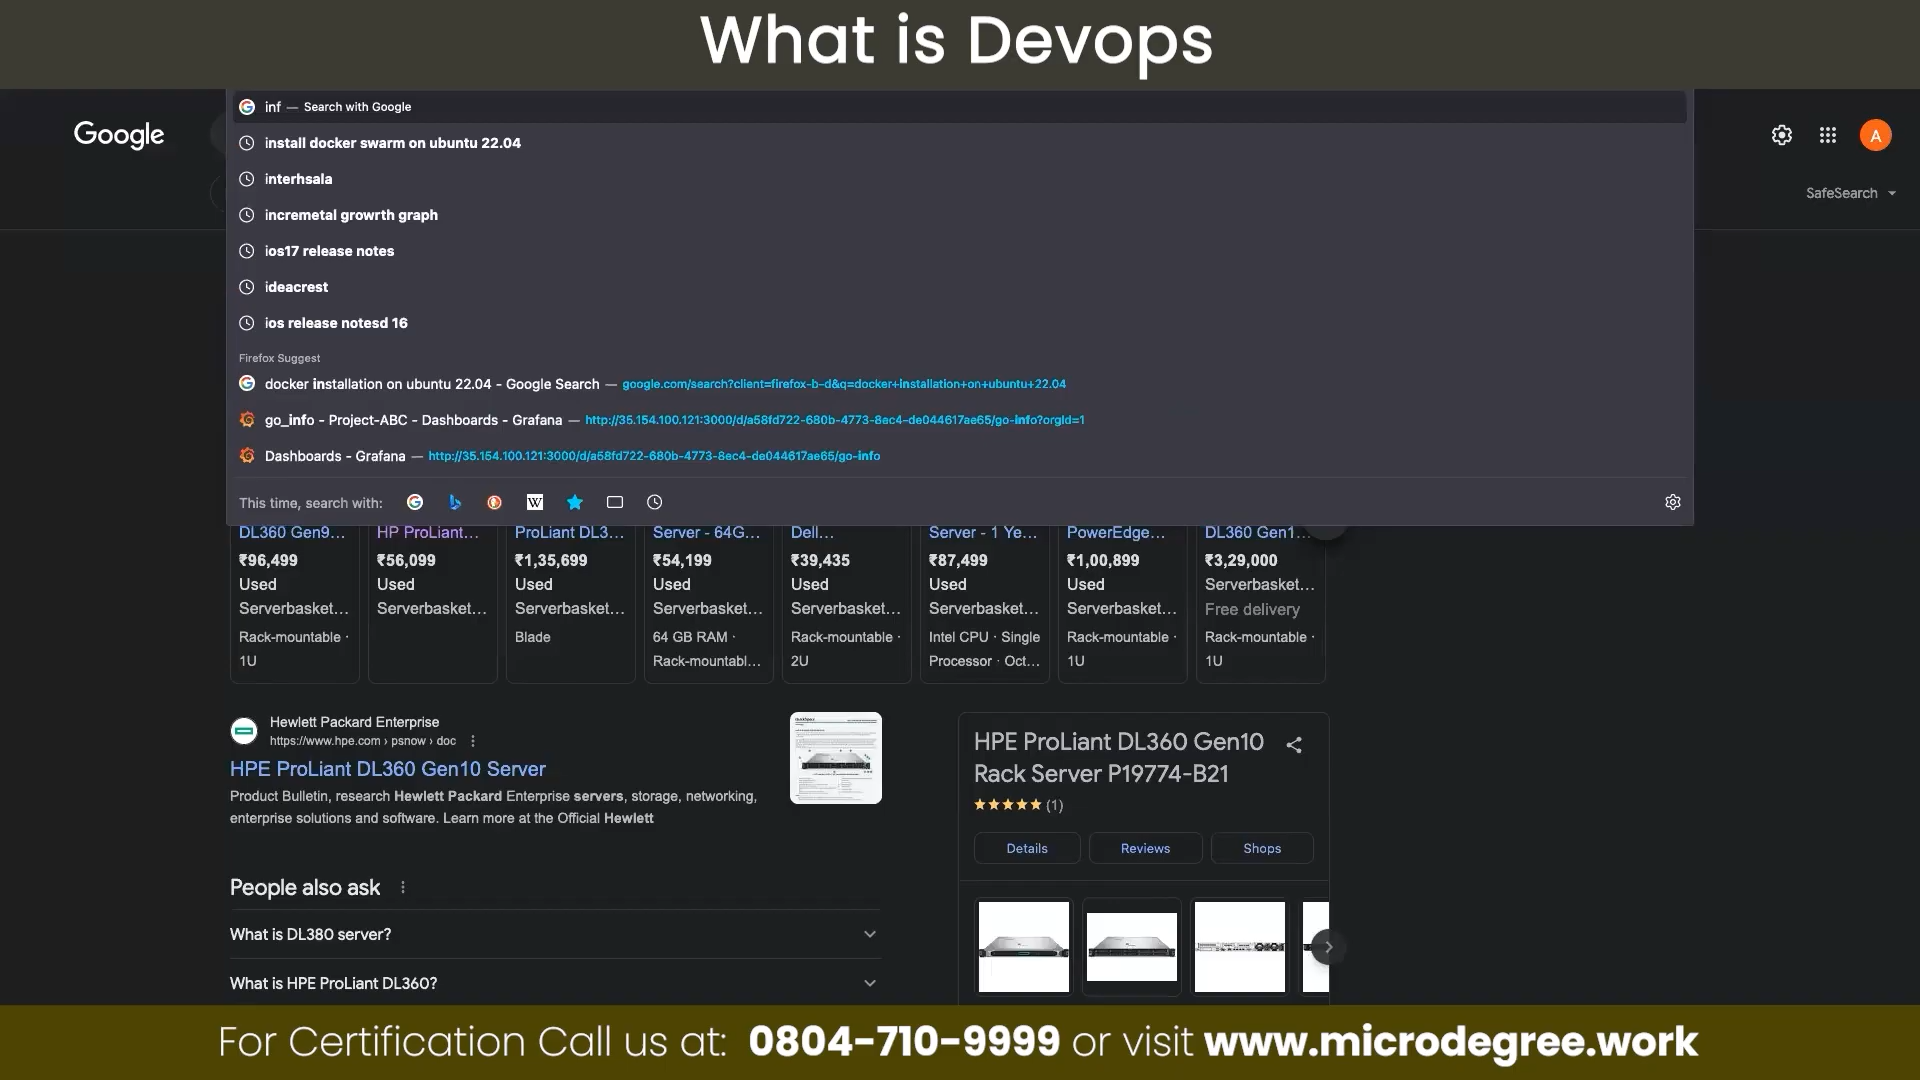 What is Devops
Google
inf — Search with Google
install docker swarm on ubuntu 22.04
interhsala
incremetal growrth graph
ios17 release notes
ideacrest
ios release notesd 16
Firefox Suggest
docker installation on ubuntu 22.04 - Google Search — google.com/search?client=firefox-b-d&q=docker+installation+on+ubuntu+22.04
go_info - Project-ABC - Dashboards - Grafana — http://35.154.100.121:3000/d/a58fd722-680b-4773-8ec4-de044617ae65/go-info?orgId=1
Dashboards - Grafana — http://35.154.100.121:3000/d/a58fd722-680b-4773-8ec4-de044617ae65/go-info
This time, search with:
A
SafeSearch
DL360 Gen9... HP ProLiant... ProLiant DL3... Server - 64G... Dell... Server - 1 Ye... PowerEdge... DL360 Gen1...
₹96,499 ₹56,099 ₹1,35,699 ₹54,199 ₹39,435 ₹87,499 ₹1,00,899 ₹3,29,000
Used Used Used Used Used Used Used Serverbasket...
Serverbasket... Serverbasket... Serverbasket... Serverbasket... Serverbasket... Serverbasket... Serverbasket... Free delivery
Rack-mountable · Blade 64 GB RAM · Rack-mountable · Intel CPU · Single Rack-mountable · Rack-mountable ·
1U Rack-mountabl... 2U Processor · Oct... 1U 1U
Hewlett Packard Enterprise
https://www.hpe.com › psnow › doc
HPE ProLiant DL360 Gen10 Server
Product Bulletin, research Hewlett Packard Enterprise servers, storage, networking,
enterprise solutions and software. Learn more at the Official Hewlett
People also ask
What is DL380 server?
What is HPE ProLiant DL360?
HPE ProLiant DL360 Gen10
Rack Server P19774-B21
(1)
Details Reviews Shops
For Certification Call us at: 0804-710-9999 or visit www.microdegree.work